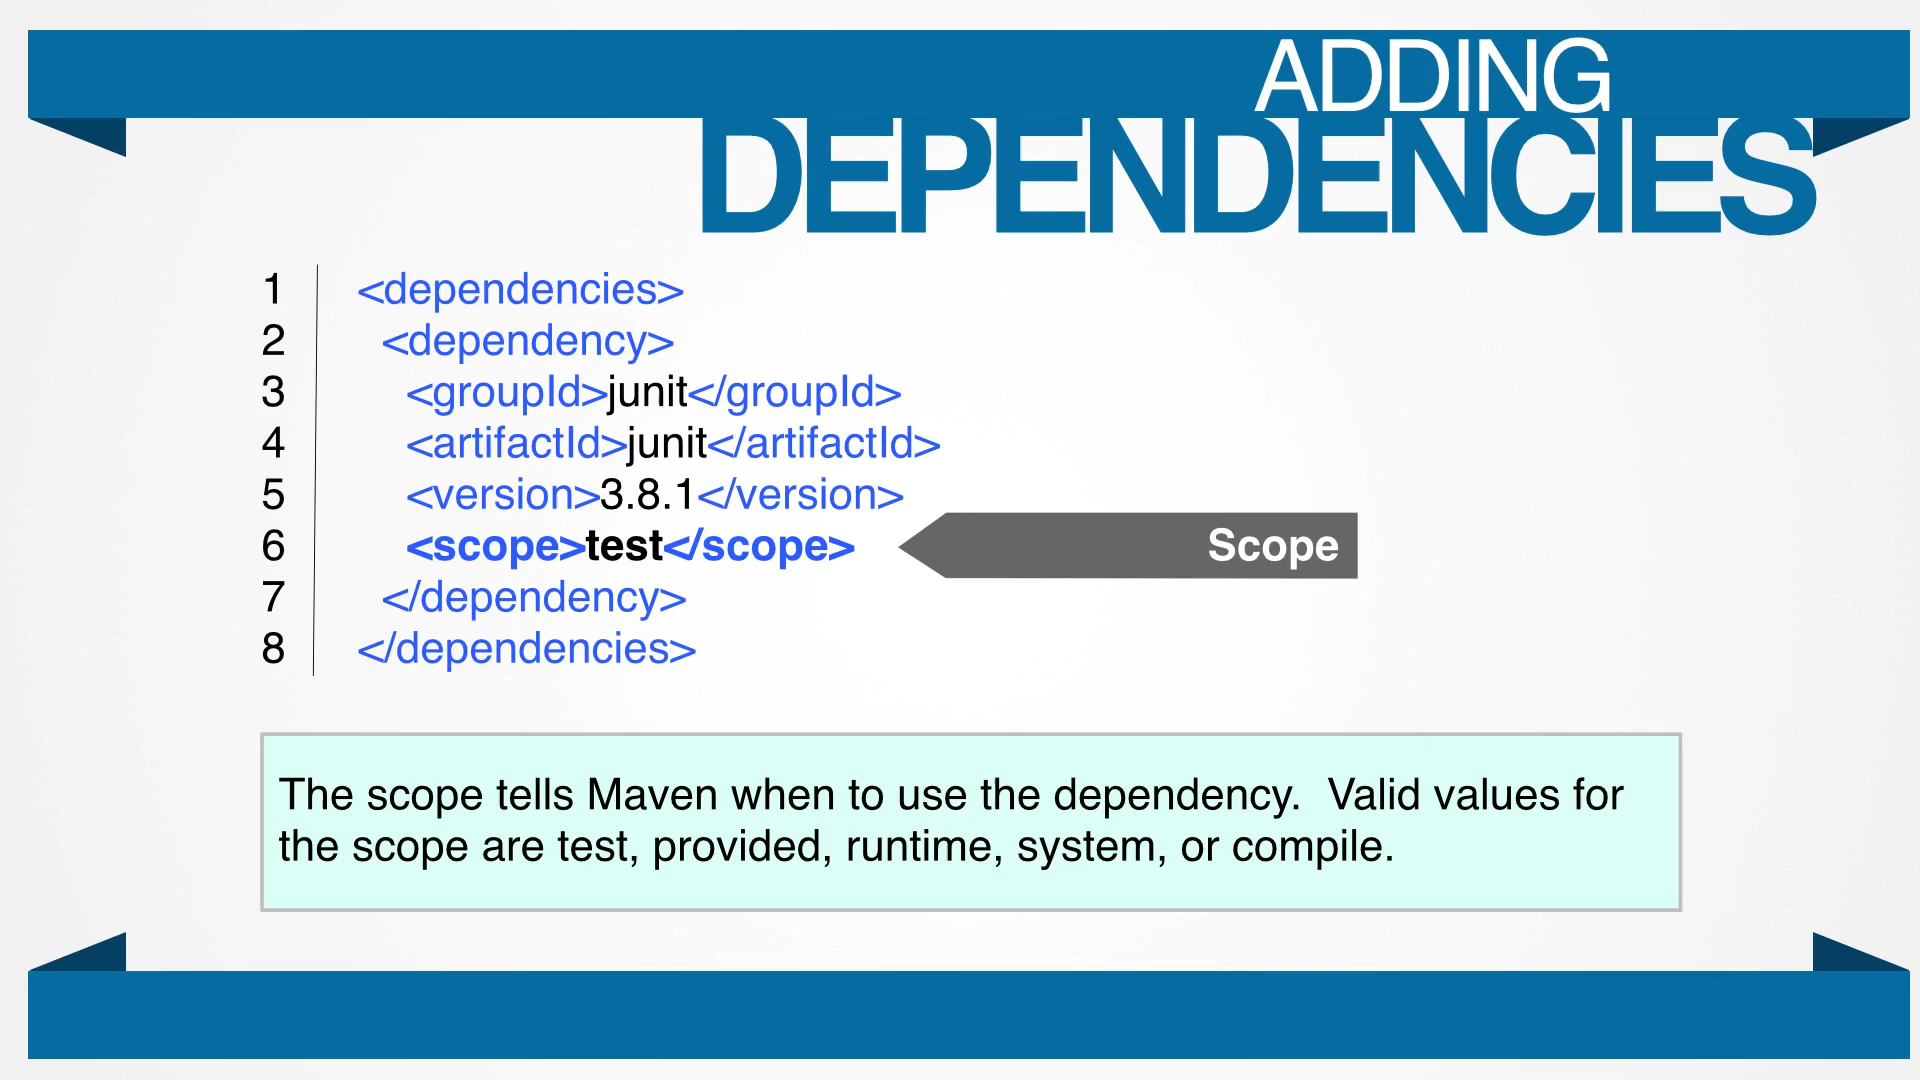 ADDING
DEPENDENCIES
1 <dependencies>
2 <dependency>
3 <groupId>junit</groupId>
4 <artifactId>junit</artifactId>
5 <version>3.8.1</version>
6 <scope>test</scope> Scope
7 </dependency>
8 </dependencies>
The scope tells Maven when to use the dependency.  Valid values for
the scope are test, provided, runtime, system, or compile.